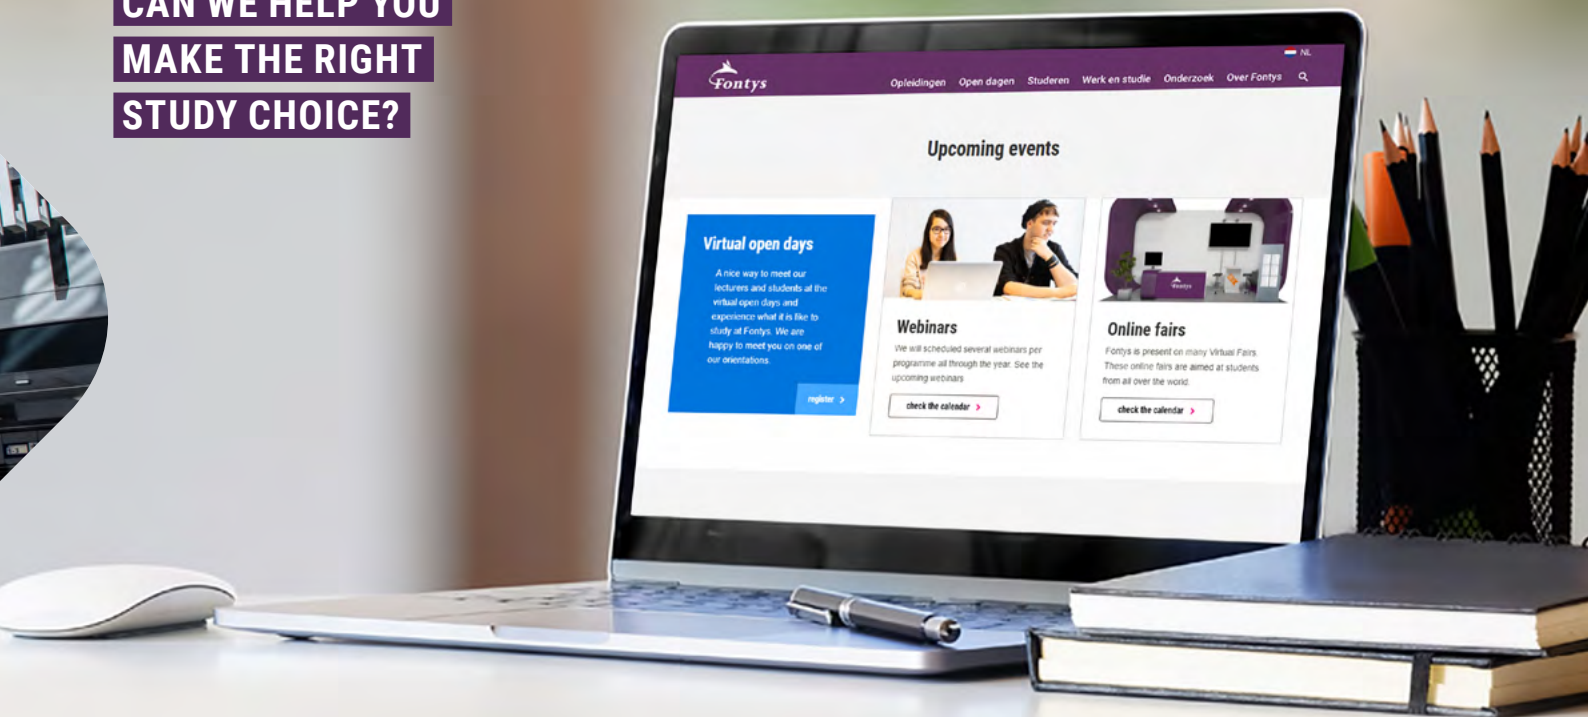 CAN WE HELP YOU
MAKE THE RIGHT
STUDY CHOICE?
NL
Fontys
Opleidingen Open dagen Studeren Werk en studie Onderzoek Over Fontys
Upcoming events
Virtual open days
A nice way to meet our
lecturers and students at the
virtual open days and
experience what it is like to
study at Fontys. We are
happy to meet you on one of
our orientations.
register >
Webinars
We will scheduled several webinars per
programme all through the year. See the
upcoming webinars
check the calendar >
Fontys
Online fairs
Fontys is present on many Virtual Fairs.
These online fairs are aimed at students
from all over the world.
check the calendar >